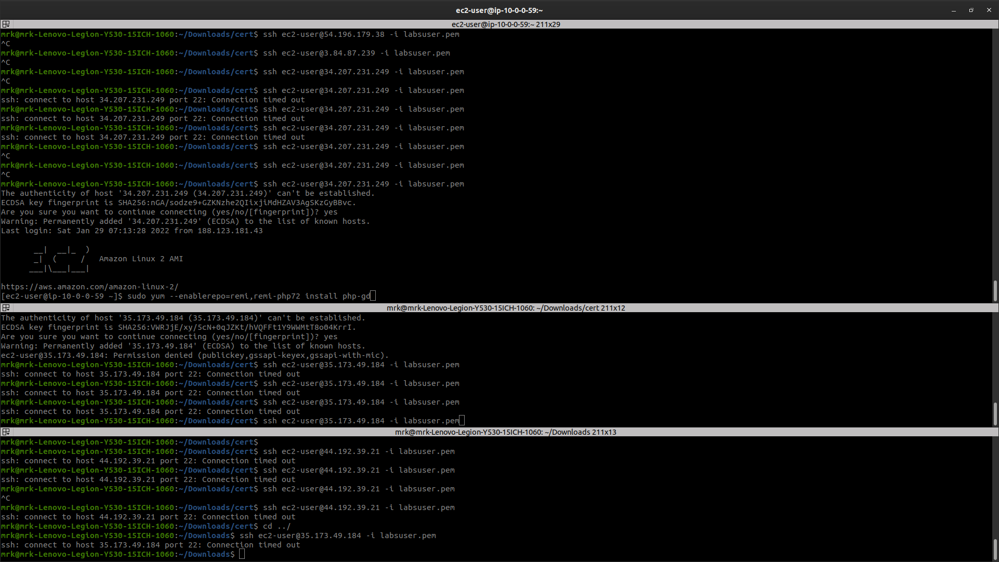 ec2-user@ip-10-0-0-59:~
ec2-user@ip-10-0-0-59:~ 211x29
mrk@mrk-Lenovo-Legion-Y530-15ICH-1060:~/Downloads/cert$ ssh ec2-user@54.196.179.38 -i labsuser.pem
^C
mrk@mrk-Lenovo-Legion-Y530-15ICH-1060:~/Downloads/cert$ ssh ec2-user@3.84.87.239 -i labsuser.pem
^C
mrk@mrk-Lenovo-Legion-Y530-15ICH-1060:~/Downloads/cert$ ssh ec2-user@34.207.231.249 -i labsuser.pem
^C
mrk@mrk-Lenovo-Legion-Y530-15ICH-1060:~/Downloads/cert$ ssh ec2-user@34.207.231.249 -i labsuser.pem
ssh: connect to host 34.207.231.249 port 22: Connection timed out
mrk@mrk-Lenovo-Legion-Y530-15ICH-1060:~/Downloads/cert$ ssh ec2-user@34.207.231.249 -i labsuser.pem
ssh: connect to host 34.207.231.249 port 22: Connection timed out
mrk@mrk-Lenovo-Legion-Y530-15ICH-1060:~/Downloads/cert$ ssh ec2-user@34.207.231.249 -i labsuser.pem
ssh: connect to host 34.207.231.249 port 22: Connection timed out
mrk@mrk-Lenovo-Legion-Y530-15ICH-1060:~/Downloads/cert$ ssh ec2-user@34.207.231.249 -i labsuser.pem
^C
mrk@mrk-Lenovo-Legion-Y530-15ICH-1060:~/Downloads/cert$ ssh ec2-user@34.207.231.249 -i labsuser.pem
^C
mrk@mrk-Lenovo-Legion-Y530-15ICH-1060:~/Downloads/cert$ ssh ec2-user@34.207.231.249 -i labsuser.pem
The authenticity of host '34.207.231.249 (34.207.231.249)' can't be established.
ECDSA key fingerprint is SHA256:nGA/sodze9+GZKNzhe2QIixjiMdHZAV3AgSKzGyBBvc.
Are you sure you want to continue connecting (yes/no/[fingerprint])? yes
Warning: Permanently added '34.207.231.249' (ECDSA) to the list of known hosts.
Last login: Sat Jan 29 07:13:28 2022 from 188.123.181.43
       __|  __|_  )
       _|  (     /   Amazon Linux 2 AMI
      ___|\___|___|
https://aws.amazon.com/amazon-linux-2/
[ec2-user@ip-10-0-0-59 ~]$ sudo yum --enablerepo=remi,remi-php72 install php-gd
mrk@mrk-Lenovo-Legion-Y530-15ICH-1060: ~/Downloads/cert 211x12
The authenticity of host '35.173.49.184 (35.173.49.184)' can't be established.
ECDSA key fingerprint is SHA256:VWRJjE/xy/5cN+0qJZKt/hVQFFt1Y9WWMtT8o04KrrI.
Are you sure you want to continue connecting (yes/no/[fingerprint])? yes
Warning: Permanently added '35.173.49.184' (ECDSA) to the list of known hosts.
ec2-user@35.173.49.184: Permission denied (publickey,gssapi-keyex,gssapi-with-mic).
mrk@mrk-Lenovo-Legion-Y530-15ICH-1060:~/Downloads/cert$ ssh ec2-user@35.173.49.184 -i labsuser.pem
ssh: connect to host 35.173.49.184 port 22: Connection timed out
mrk@mrk-Lenovo-Legion-Y530-15ICH-1060:~/Downloads/cert$ ssh ec2-user@35.173.49.184 -i labsuser.pem
ssh: connect to host 35.173.49.184 port 22: Connection timed out
mrk@mrk-Lenovo-Legion-Y530-15ICH-1060:~/Downloads/cert$ ssh ec2-user@35.173.49.184 -i labsuser.pem
ssh: connect to host 35.173.49.184 port 22: Connection timed out
mrk@mrk-Lenovo-Legion-Y530-15ICH-1060:~/Downloads/cert$ ssh ec2-user@35.173.49.184 -i labsuser.pem
mrk@mrk-Lenovo-Legion-Y530-15ICH-1060: ~/Downloads 211x13
mrk@mrk-Lenovo-Legion-Y530-15ICH-1060:~/Downloads/cert$
mrk@mrk-Lenovo-Legion-Y530-15ICH-1060:~/Downloads/cert$ ssh ec2-user@44.192.39.21 -i labsuser.pem
ssh: connect to host 44.192.39.21 port 22: Connection timed out
mrk@mrk-Lenovo-Legion-Y530-15ICH-1060:~/Downloads/cert$ ssh ec2-user@44.192.39.21 -i labsuser.pem
ssh: connect to host 44.192.39.21 port 22: Connection timed out
mrk@mrk-Lenovo-Legion-Y530-15ICH-1060:~/Downloads/cert$ ssh ec2-user@44.192.39.21 -i labsuser.pem
^C
mrk@mrk-Lenovo-Legion-Y530-15ICH-1060:~/Downloads/cert$ ssh ec2-user@44.192.39.21 -i labsuser.pem
ssh: connect to host 44.192.39.21 port 22: Connection timed out
mrk@mrk-Lenovo-Legion-Y530-15ICH-1060:~/Downloads/cert$ cd ../
mrk@mrk-Lenovo-Legion-Y530-15ICH-1060:~/Downloads$ ssh ec2-user@35.173.49.184 -i labsuser.pem
ssh: connect to host 35.173.49.184 port 22: Connection timed out
mrk@mrk-Lenovo-Legion-Y530-15ICH-1060:~/Downloads$